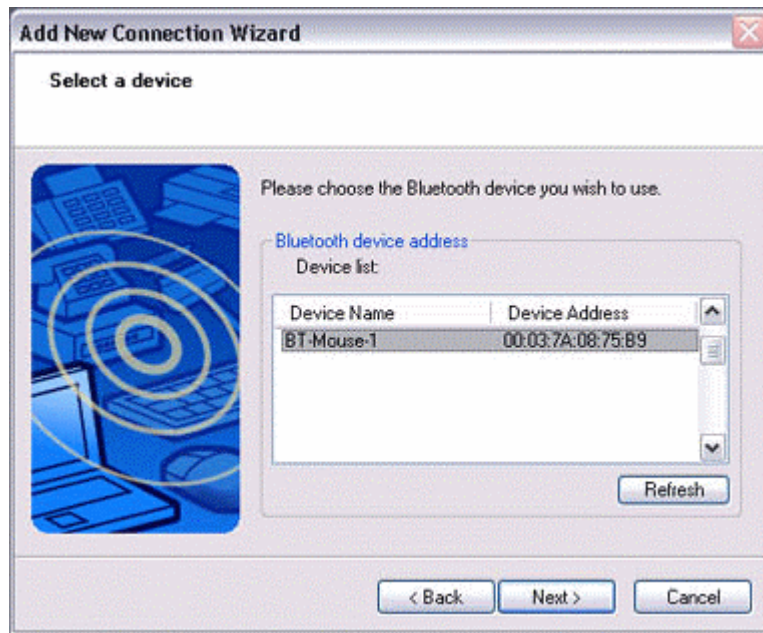 Add New Connection Wizard
Select a device
Please choose the Bluetooth device you wish to use.
Bluetooth device address
Device list:
Device Name Device Address
BT-Mouse-1 00:03:7A:08:75:B9
Refresh
< Back Next > Cancel